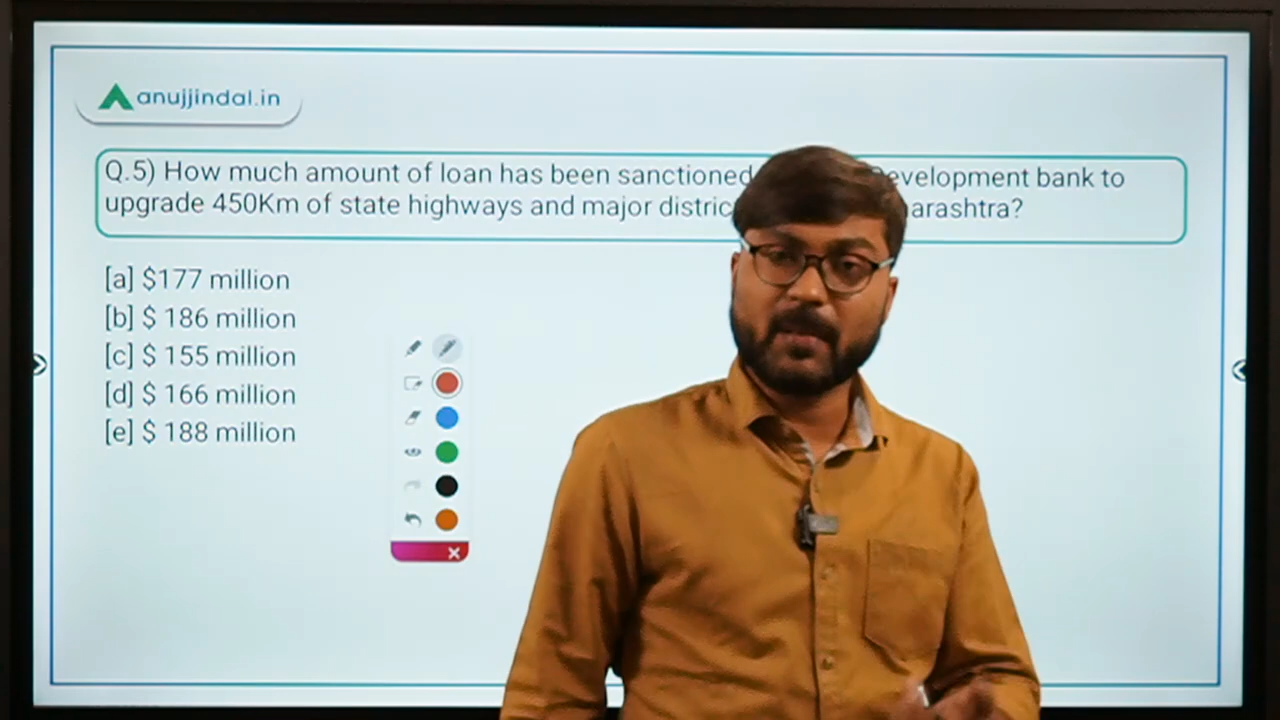 anujjindal.in
Q.5) How much amount of loan has been sanctioned evelopment bank to
upgrade 450Km of state highways and major distric arashtra?
[a] $177 million
[b] $ 186 million
[c] $ 155 million
[d] $ 166 million
[e] $ 188 million